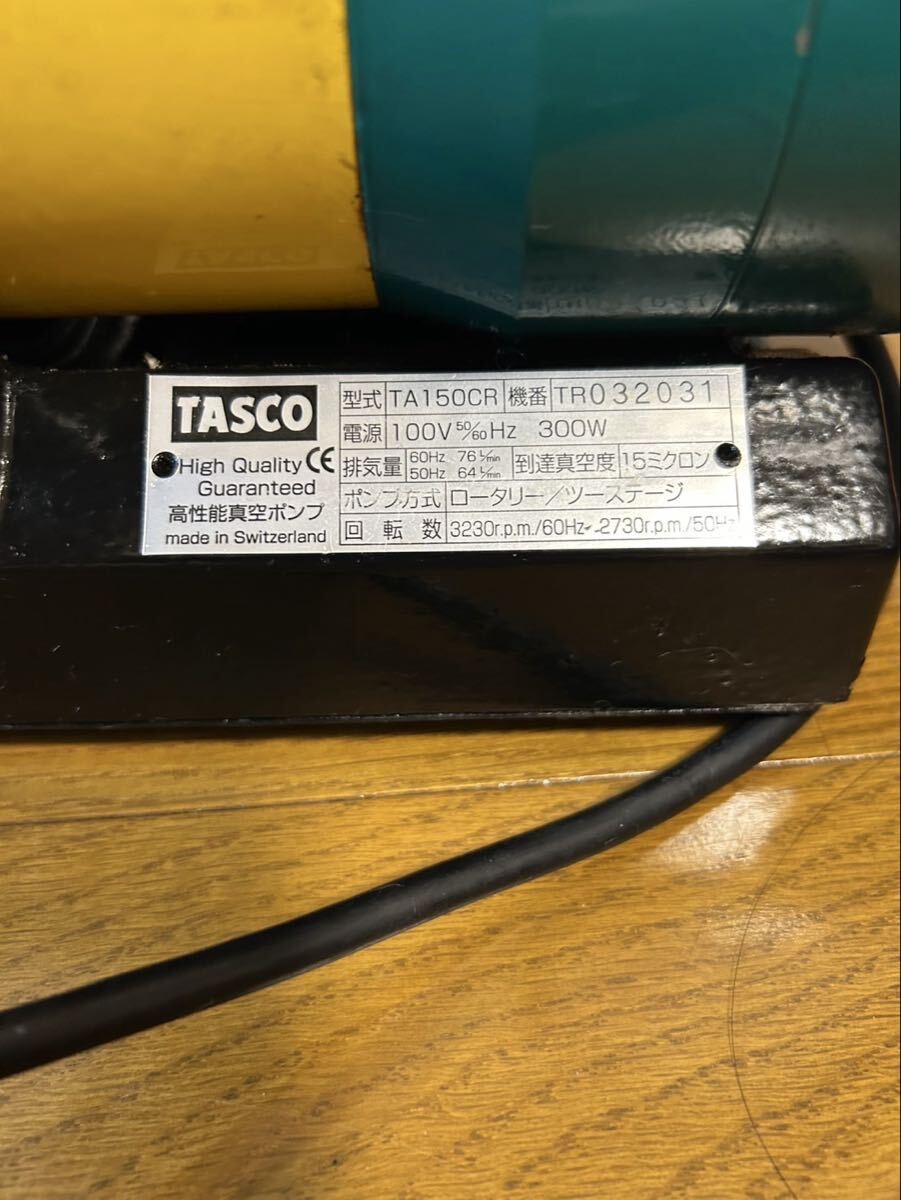 TASCO
High Quality CE
Guaranteed
高性能真空ポンプ
made in Switzerland
型式 TA150CR 機番 TR032031
電源 100V 50/60Hz 300W
排気量 60Hz 76L/min 50Hz 64L/min 到達真空度 15ミクロン
ポンプ方式 ロータリー/ツーステージ
回転数 3230r.p.m/60Hz~2730r.p.m/50Hz